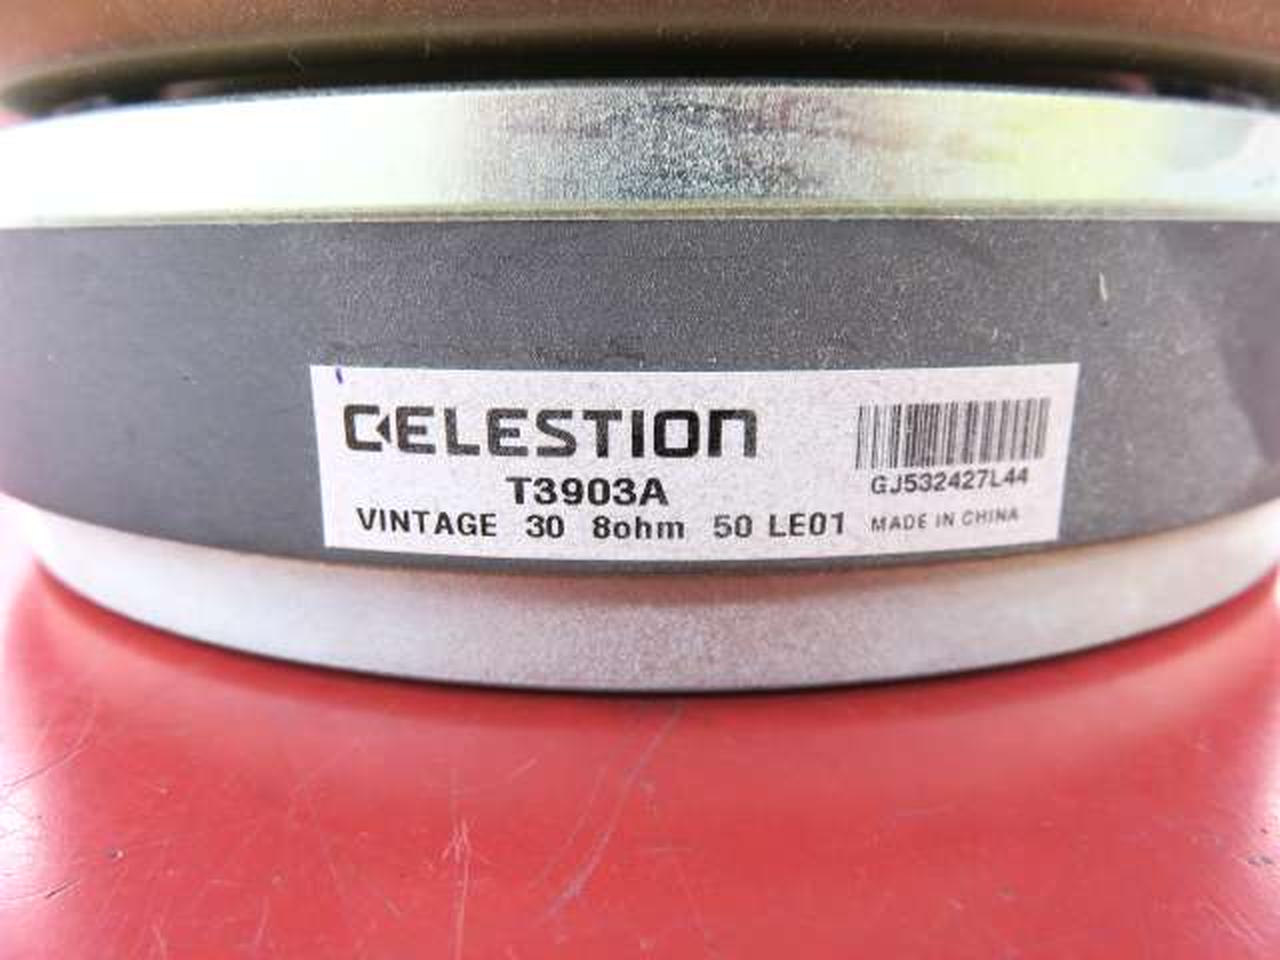 CELESTION
T3903A
VINTAGE 30 8ohm 50 LE01
GJ532427L44
MADE IN CHINA